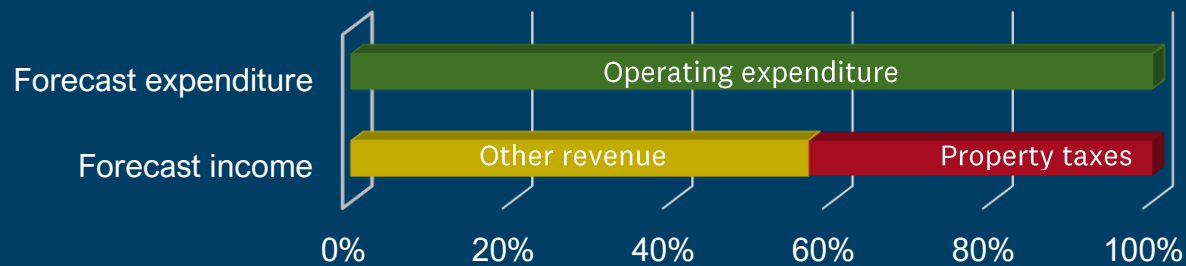 Forecast expenditure
Operating expenditure
Forecast income
Other revenue
Property taxes
0%
20%
40%
60%
80%
100%